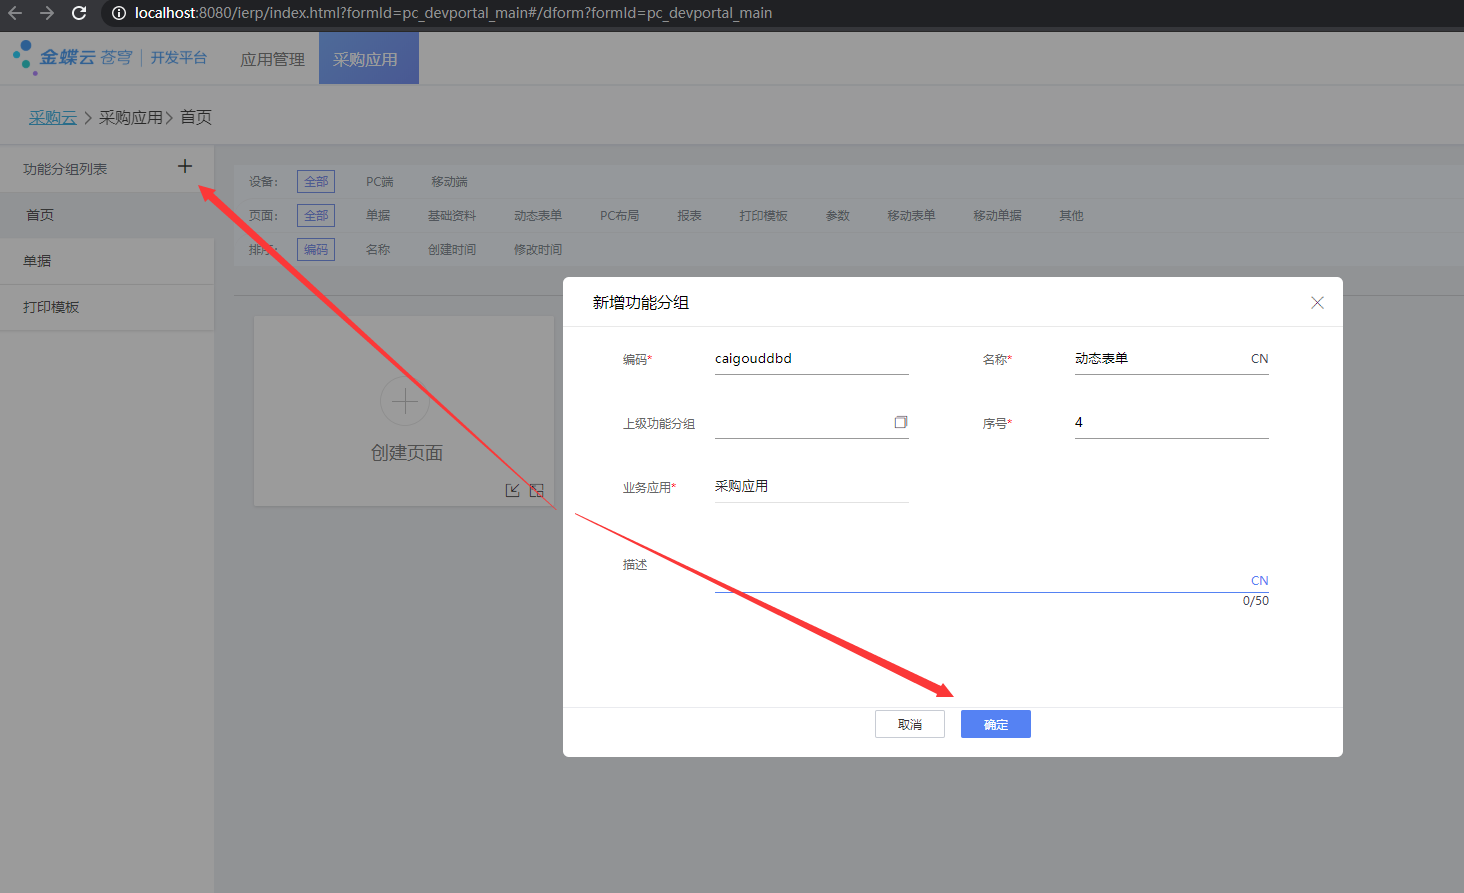 localhost:8080/ierp/index.html?formId=pc_devportal_main#/dform?formId=pc_devportal_main
金蝶云 苍穹 | 开发平台 应用管理 采购应用
采购云 > 采购应用 > 首页
功能分组列表 +
首页
单据
打印模板
设备: 全部 PC端 移动端
页面: 全部 单据 基础资料 动态表单 PC布局 报表 打印模板 参数 移动表单 移动单据 其他
排序: 编码 名称 创建时间 修改时间
创建页面
新增功能分组
编码* caigouddbd 名称* 动态表单 CN
上级功能分组 序号* 4
业务应用* 采购应用
描述
CN
0/50
取消 确定